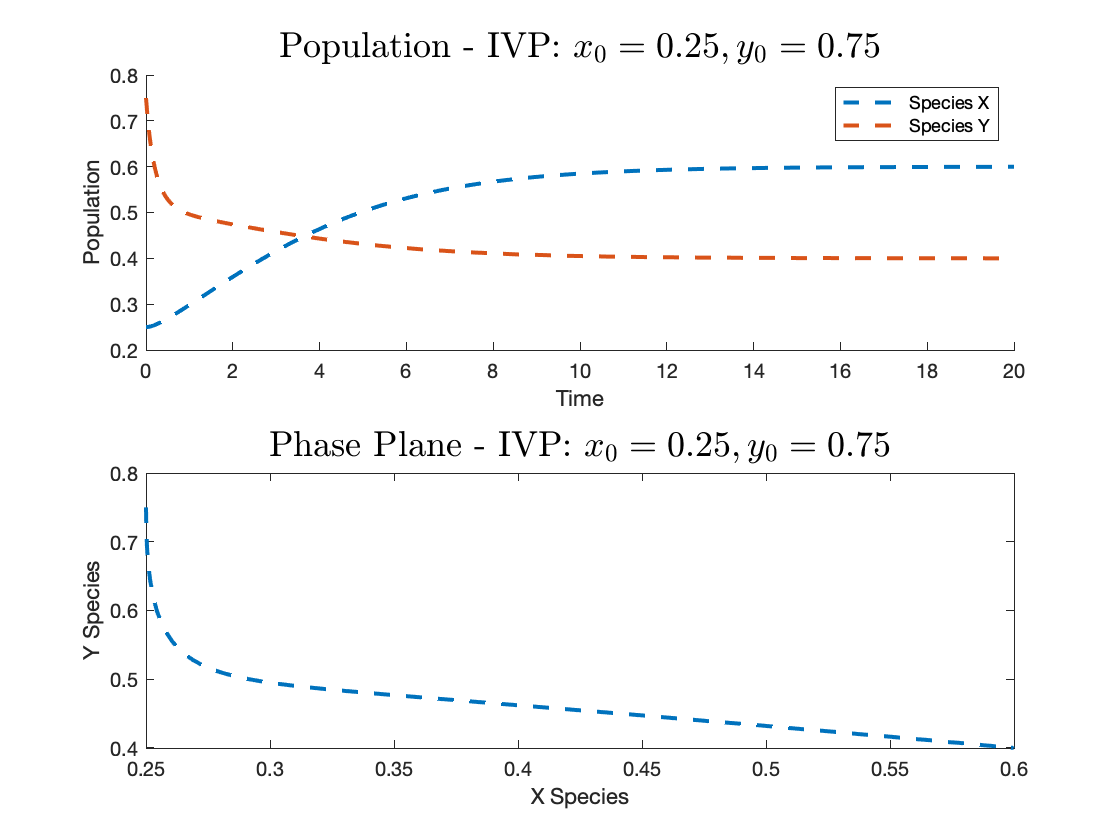 Population - IVP: x₀ = 0.25, y₀ = 0.75
0.8
0.7
0.6
0.5
0.4
0.3
0.2
Population
Species X
Species Y
0 2 4 6 8 10 12 14 16 18 20
Time
Phase Plane - IVP: x₀ = 0.25, y₀ = 0.75
0.8
0.7
0.6
0.5
0.4
Y Species
0.25 0.3 0.35 0.4 0.45 0.5 0.55 0.6
X Species